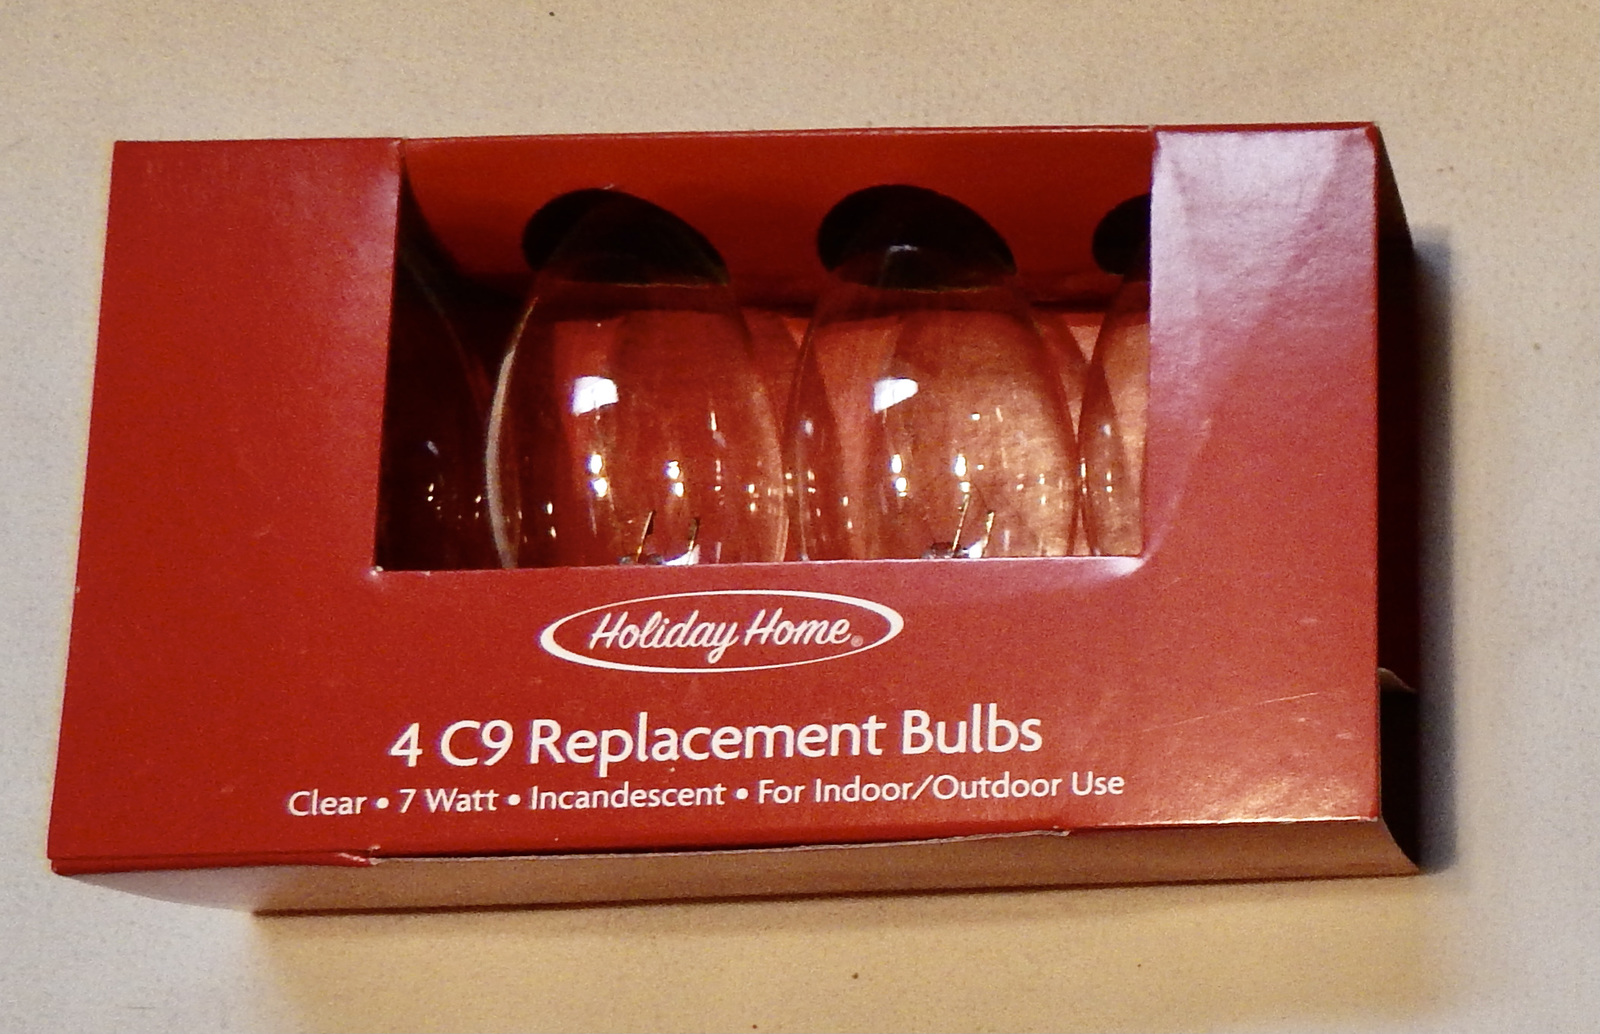 Holiday Home®
4 C9 Replacement Bulbs
Clear • 7 Watt • Incandescent • For Indoor/Outdoor Use